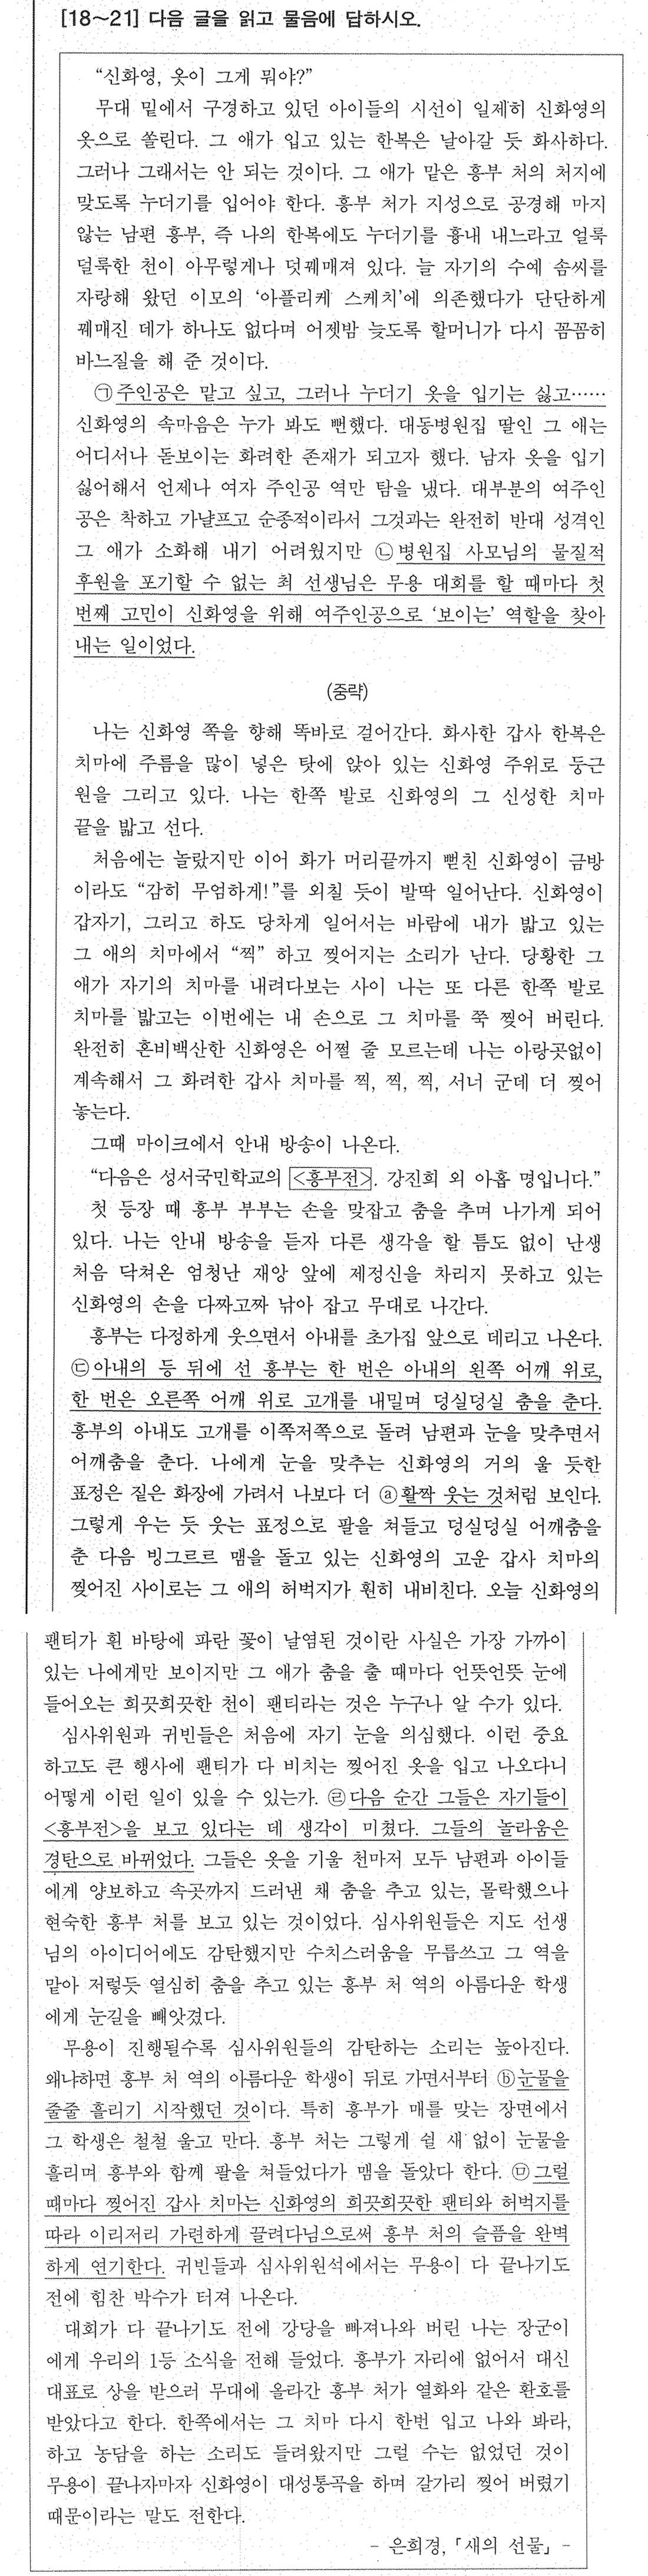 [18~21] 다음 글을 읽고 물음에 답하시오.
“신화영, 옷이 그게 뭐야?”
무대 밑에서 구경하고 있던 아이들의 시선이 일제히 신화영의
옷으로 쏠린다. 그 애가 입고 있는 한복은 날아갈 듯 화사하다.
그러나 그래서는 안 되는 것이다. 그 애가 맡은 흥부 처의 처지에
맞도록 누더기를 입어야 한다. 흥부 처가 지성으로 공경해 마지
않는 남편 흥부, 즉 나의 한복에도 누더기를 흉내 내느라고 얼룩
덜룩한 천이 아무렇게나 덧꿰매져 있다. 늘 자기의 수예 솜씨를
자랑해 왔던 이모의 ‘아플리케 스케치’에 의존했다가 단단하게
꿰매진 데가 하나도 없다며 어젯밤 늦도록 할머니가 다시 꼼꼼히
바느질을 해 준 것이다.
㉠주인공은 맡고 싶고, 그러나 누더기 옷을 입기는 싫고……
신화영의 속마음은 누가 봐도 뻔했다. 대동병원집 딸인 그 애는
어디서나 돋보이는 화려한 존재가 되고자 했다. 남자 옷을 입기
싫어해서 언제나 여자 주인공 역만 탐을 냈다. 대부분의 여주인
공은 착하고 가냘프고 순종적이라서 그것과는 완전히 반대 성격인
그 애가 소화해 내기 어려웠지만 ㉡병원집 사모님의 물질적
후원을 포기할 수 없는 최 선생님은 무용 대회를 할 때마다 첫
번째 고민이 신화영을 위해 여주인공으로 ‘보이는’ 역할을 찾아
내는 일이었다.
(중략)
나는 신화영 쪽을 향해 똑바로 걸어간다. 화사한 갑사 한복은
치마에 주름을 많이 넣은 탓에 앉아 있는 신화영 주위로 둥근
원을 그리고 있다. 나는 한쪽 발로 신화영의 그 신성한 치마
끝을 밟고 선다.
처음에는 놀랐지만 이어 화가 머리끝까지 뻗친 신화영이 금방
이라도 “감히 무엄하게!”를 외칠 듯이 발딱 일어난다. 신화영이
갑자기, 그리고 하도 당차게 일어서는 바람에 내가 밟고 있는
그 애의 치마에서 “찍” 하고 찢어지는 소리가 난다. 당황한 그
애가 자기의 치마를 내려다보는 사이 나는 또 다른 한쪽 발로
치마를 밟고는 이번에는 내 손으로 그 치마를 쭉 찢어 버린다.
완전히 혼비백산한 신화영은 어쩔 줄 모르는데 나는 아랑곳없이
계속해서 그 화려한 갑사 치마를 찍, 찍, 찍, 서너 군데 더 찢어
놓는다.
그때 마이크에서 안내 방송이 나온다.
“다음은 성서국민학교의 <흥부전>. 강진희 외 아홉 명입니다.”
첫 등장 때 흥부 부부는 손을 맞잡고 춤을 추며 나가게 되어
있다. 나는 안내 방송을 듣자 다른 생각을 할 틈도 없이 난생
처음 닥쳐온 엄청난 재앙 앞에 제정신을 차리지 못하고 있는
신화영의 손을 다짜고짜 낚아 잡고 무대로 나간다.
흥부는 다정하게 웃으면서 아내를 초가집 앞으로 데리고 나온다.
㉢아내의 등 뒤에 선 흥부는 한 번은 아내의 왼쪽 어깨 위로,
한 번은 오른쪽 어깨 위로 고개를 내밀며 덩실덩실 춤을 춘다.
흥부의 아내도 고개를 이쪽저쪽으로 돌려 남편과 눈을 맞추면서
어깨춤을 춘다. 나에게 눈을 맞추는 신화영의 거의 울 듯한
표정은 짙은 화장에 가려서 나보다 더 ⓐ활짝 웃는 것처럼 보인다.
그렇게 우는 듯 웃는 표정으로 팔을 쳐들고 덩실덩실 어깨춤을
춘 다음 빙그르르 맴을 돌고 있는 신화영의 고운 갑사 치마의
찢어진 사이로는 그 애의 허벅지가 훤히 내비친다. 오늘 신화영의
팬티가 흰 바탕에 파란 꽃이 날염된 것이란 사실은 가장 가까이
있는 나에게만 보이지만 그 애가 춤을 출 때마다 언뜻언뜻 눈에
들어오는 희끗희끗한 천이 팬티라는 것은 누구나 알 수가 있다.
심사위원과 귀빈들은 처음에 자기 눈을 의심했다. 이런 중요
하고도 큰 행사에 팬티가 다 비치는 찢어진 옷을 입고 나오다니
어떻게 이런 일이 있을 수 있는가. ㉣다음 순간 그들은 자기들이
<흥부전>을 보고 있다는 데 생각이 미쳤다. 그들의 놀라움은
경탄으로 바뀌었다. 그들은 옷을 기울 천마저 모두 남편과 아이들
에게 양보하고 속곳까지 드러낸 채 춤을 추고 있는, 몰락했으나
현숙한 흥부 처를 보고 있는 것이었다. 심사위원들은 지도 선생
님의 아이디어에도 감탄했지만 수치스러움을 무릅쓰고 그 역을
맡아 저렇듯 열심히 춤을 추고 있는 흥부 처 역의 아름다운 학생
에게 눈길을 빼앗겼다.
무용이 진행될수록 심사위원들의 감탄하는 소리는 높아진다.
왜냐하면 흥부 처 역의 아름다운 학생이 뒤로 가면서부터 ⓑ눈물을
줄줄 흘리기 시작했던 것이다. 특히 흥부가 매를 맞는 장면에서
그 학생은 철철 울고 만다. 흥부 처는 그렇게 쉴 새 없이 눈물을
흘리며 흥부와 함께 팔을 쳐들었다가 맴을 돌았다 한다. ㉤그럴
때마다 찢어진 갑사 치마는 신화영의 희끗희끗한 팬티와 허벅지를
따라 이리저리 가련하게 끌려다님으로써 흥부 처의 슬픔을 완벽
하게 연기한다. 귀빈들과 심사위원석에서는 무용이 다 끝나기도
전에 힘찬 박수가 터져 나온다.
대회가 다 끝나기도 전에 강당을 빠져나와 버린 나는 장군이
에게 우리의 1등 소식을 전해 들었다. 흥부가 자리에 없어서 대신
대표로 상을 받으러 무대에 올라간 흥부 처가 열화와 같은 환호를
받았다고 한다. 한쪽에서는 그 치마 다시 한번 입고 나와 봐라,
하고 농담을 하는 소리도 들려왔지만 그럴 수는 없었던 것이
무용이 끝나자마자 신화영이 대성통곡을 하며 갈가리 찢어 버렸기
때문이라는 말도 전한다.
- 은희경, 「새의 선물」 -